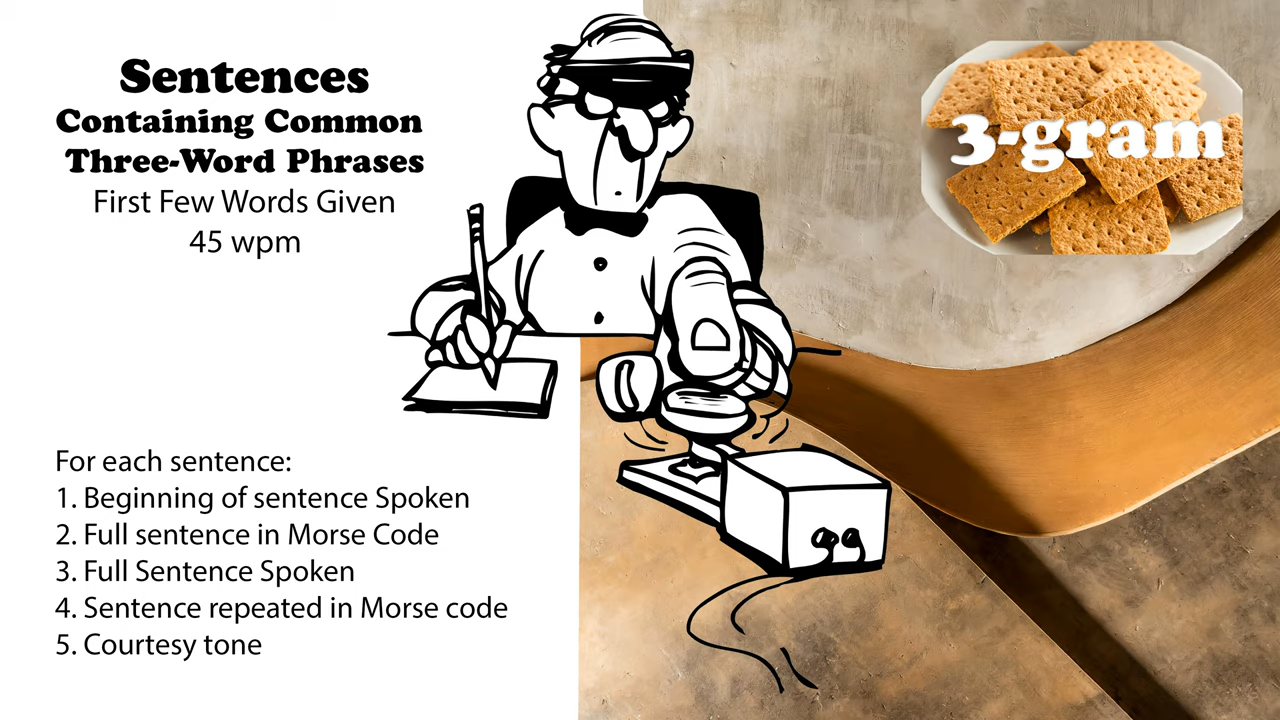 Sentences
Containing Common
Three-Word Phrases
First Few Words Given
45 wpm
3-gram
For each sentence:
1. Beginning of sentence Spoken
2. Full sentence in Morse Code
3. Full Sentence Spoken
4. Sentence repeated in Morse code
5. Courtesy tone